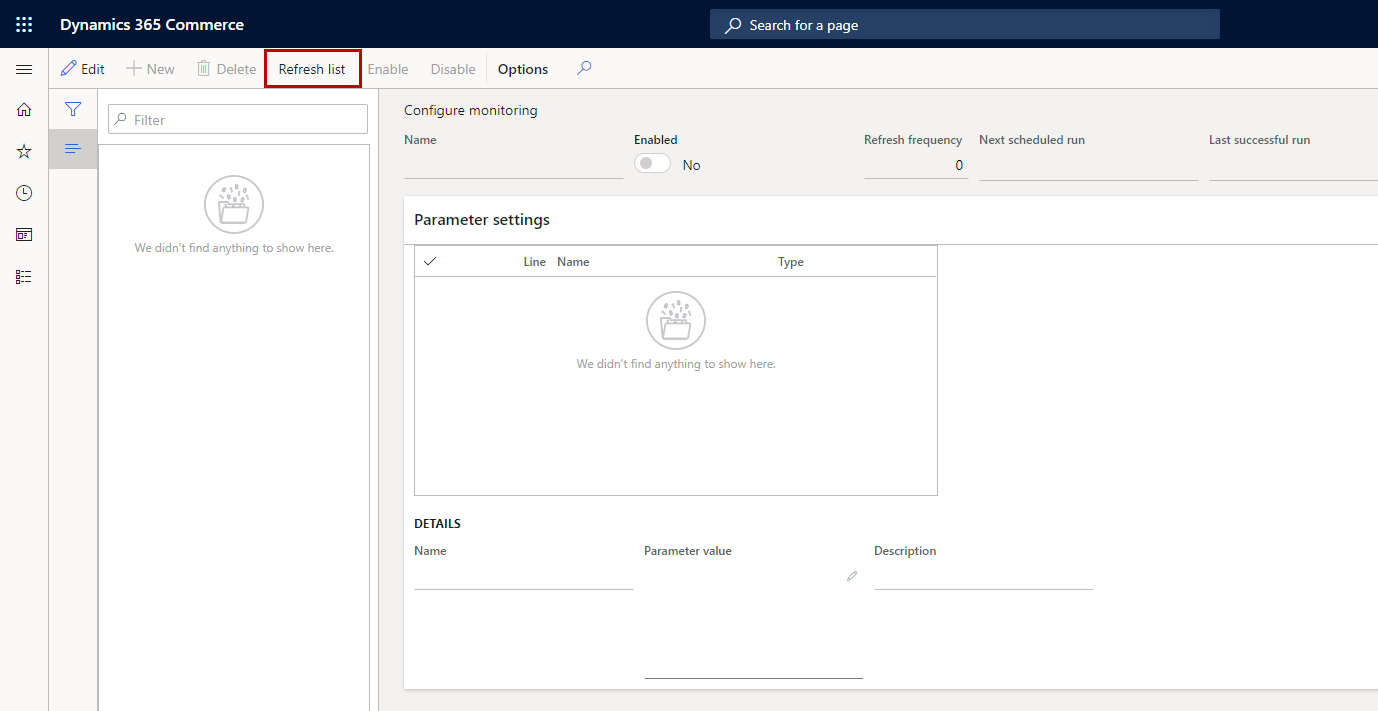 Dynamics 365 Commerce
Search for a page
Edit New Delete Refresh list Enable Disable Options
Filter
We didn't find anything to show here.
Configure monitoring
Name Enabled Refresh frequency Next scheduled run Last successful run
No 0
Parameter settings
Line Name Type
We didn't find anything to show here.
DETAILS
Name Parameter value Description